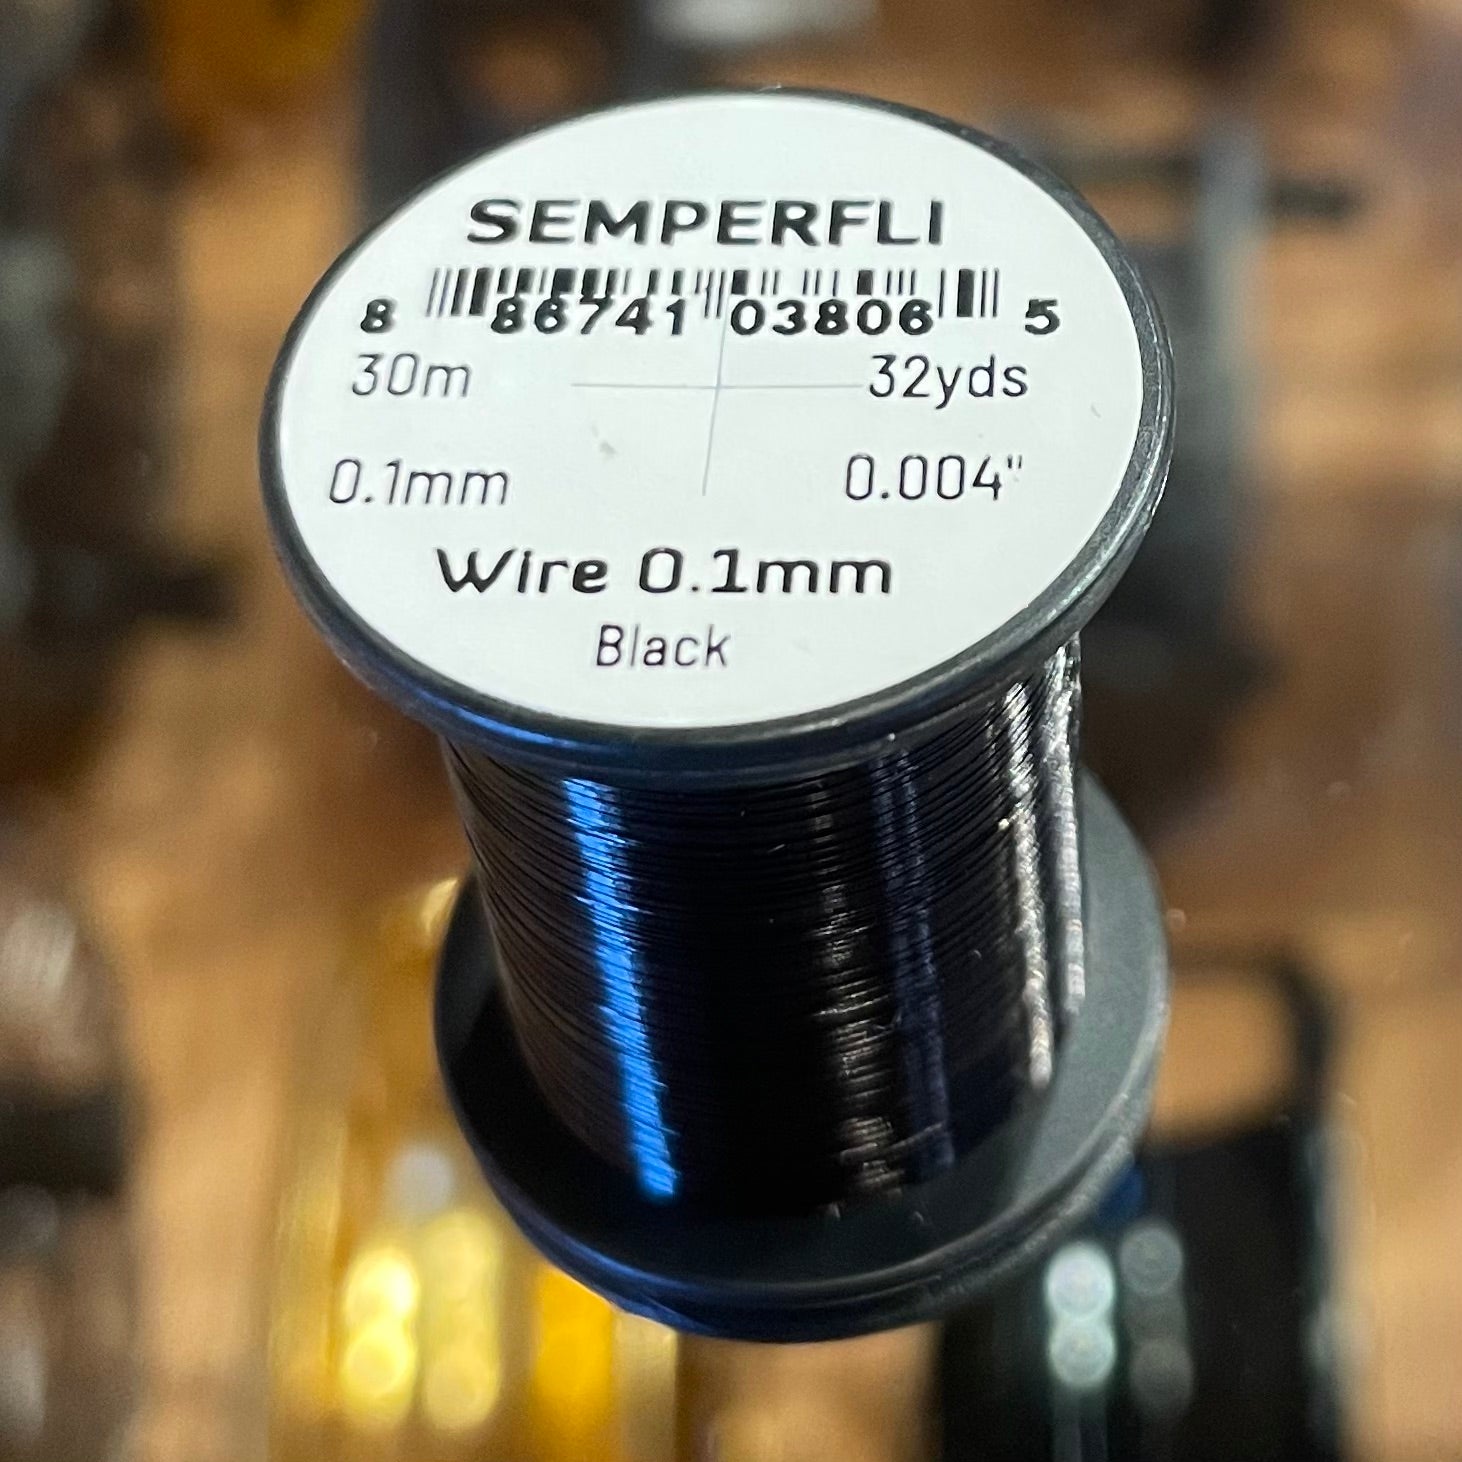 SEMPERFLI
8 86741 03806 5
30m 32yds
0.1mm 0.004"
Wire 0.1mm
Black